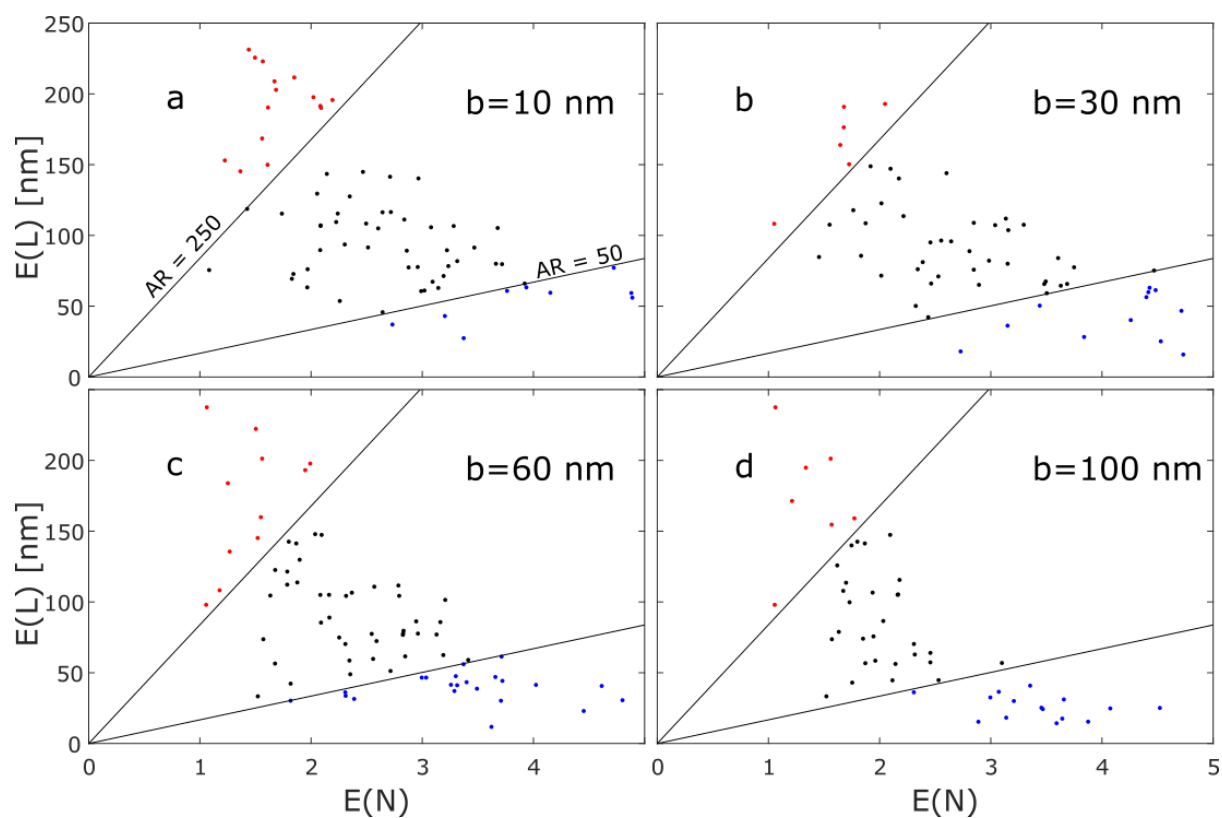 250
200
150
100
50
0
E(L) [nm]
a
b=10 nm
AR = 250
AR = 50
b
b=30 nm
200
150
100
50
0
E(L) [nm]
c
b=60 nm
d
b=100 nm
0 1 2 3 4
0 1 2 3 4 5
E(N)
E(N)